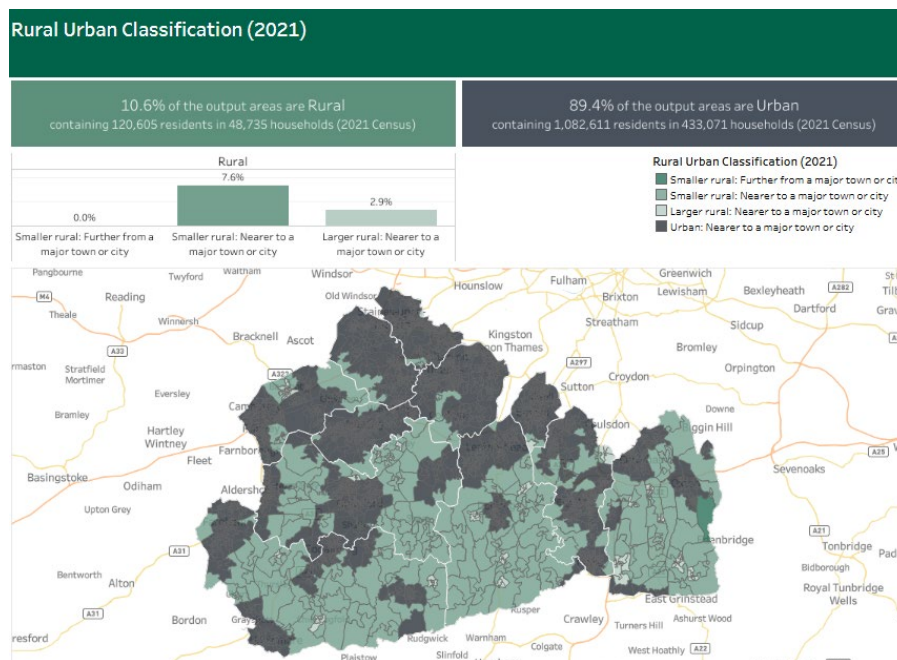 Rural Urban Classification (2021)
10.6% of the output areas are Rural
containing 120,605 residents in 48,735 households (2021 Census)
89.4% of the output areas are Urban
containing 1,082,611 residents in 433,071 households (2021 Census)
Rural
7.6%
2.9%
0.0%
Smaller rural: Further from a
major town or city
Smaller rural: Nearer to a
major town or city
Larger rural: Nearer to a
major town or city
Rural Urban Classification (2021)
Smaller rural: Further from a major town or cit
Smaller rural: Nearer to a major town or city
Larger rural: Nearer to a major town or city
Urban: Nearer to a major town or city
Pangbourne
Twyford
Waltham
Windsor
Hounslow
Fulham
Greenwich
Old Windsor
Brixton
Lewisham
Bexleyheath
A282
M4
Reading
Dartford
Theale
Winnersh
Streatham
Sidcup
Kingston
Bracknell
Ascot
Bromley
A33
A297
Orpington
Stratfield
Mortimer
Sutton
Croydon
Eversley
Downe
Bramley
Hartley
Wintney
Fleet
Farnbor
A25
Sevenoaks
Basingstoke
Odiham
Aldersho
Upton Grey
A21
A31
Tonbridge
Bidborough
Bentworth
Alton
Royal Tunbridge
Wells
East Grinstead
A31
Bordon
Crawley
Turners Hill
Ashurst Wood
Rusper
Rudgwick
Warnham
Colgate
Plaistow
Slinfold
West Hoathly
A22